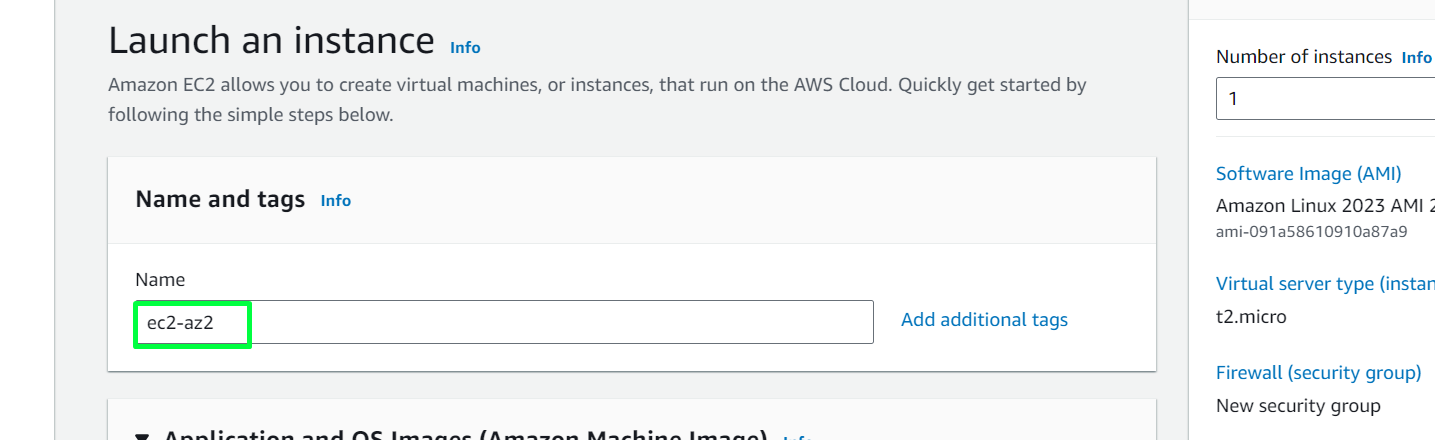 Launch an instance Info
Amazon EC2 allows you to create virtual machines, or instances, that run on the AWS Cloud. Quickly get started by
following the simple steps below.
Name and tags Info
Name
ec2-az2
Add additional tags
Application and OS Images (Amazon Machine Image) Info
Number of instances Info
1
Software Image (AMI)
Amazon Linux 2023 AMI 2
ami-091a58610910a87a9
Virtual server type (instan
t2.micro
Firewall (security group)
New security group